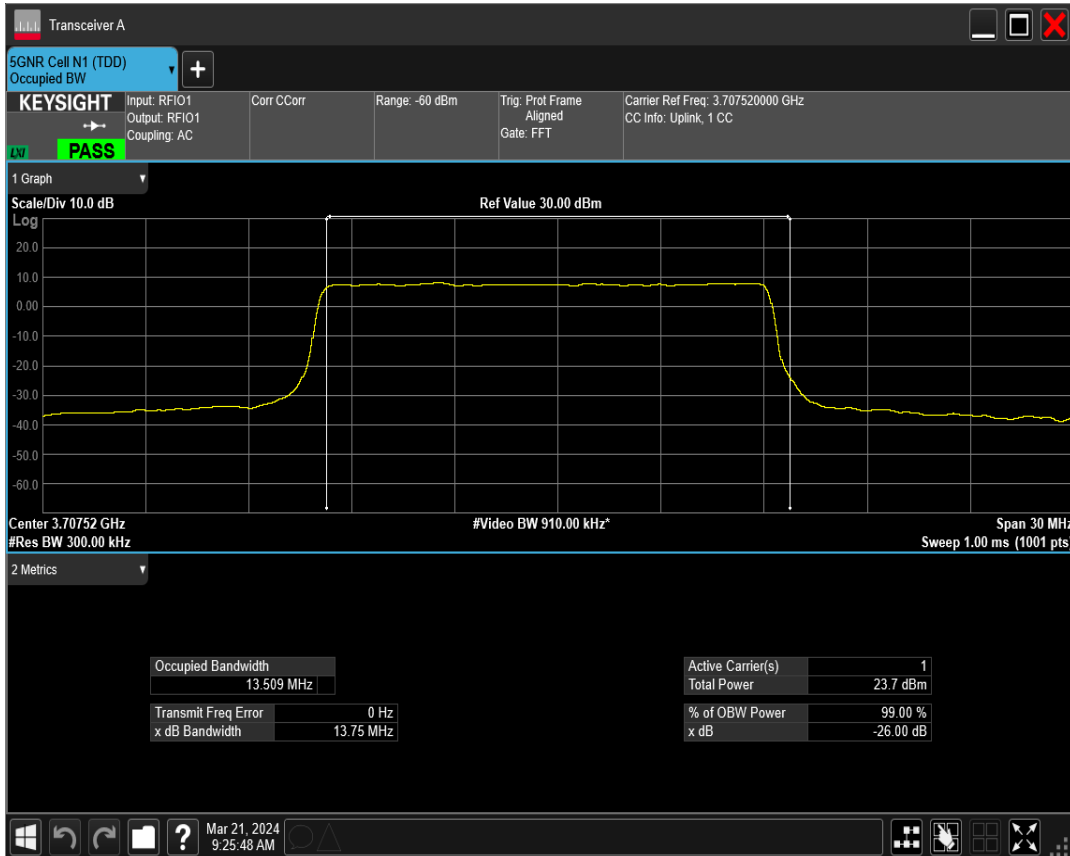 Transceiver A
5GNR Cell N1 (TDD)
Occupied BW
+
KEYSIGHT
LXI
PASS
Input: RFIO1
Output: RFIO1
Coupling: AC
Corr CCorr
Range: -60 dBm
Trig: Prot Frame
Aligned
Gate: FFT
Carrier Ref Freq: 3.707520000 GHz
CC Info: Uplink, 1 CC
1 Graph
Scale/Div 10.0 dB
Ref Value 30.00 dBm
Log
20.0
10.0
0.00
-10.0
-20.0
-30.0
-40.0
-50.0
-60.0
Center 3.70752 GHz
#Video BW 910.00 kHz*
Span 30 MHz
#Res BW 300.00 kHz
Sweep 1.00 ms (1001 pts)
2 Metrics
Occupied Bandwidth
13.509 MHz
Transmit Freq Error 0 Hz
x dB Bandwidth 13.75 MHz
Active Carrier(s) 1
Total Power 23.7 dBm
% of OBW Power 99.00 %
x dB -26.00 dB
?
Mar 21, 2024
9:25:48 AM